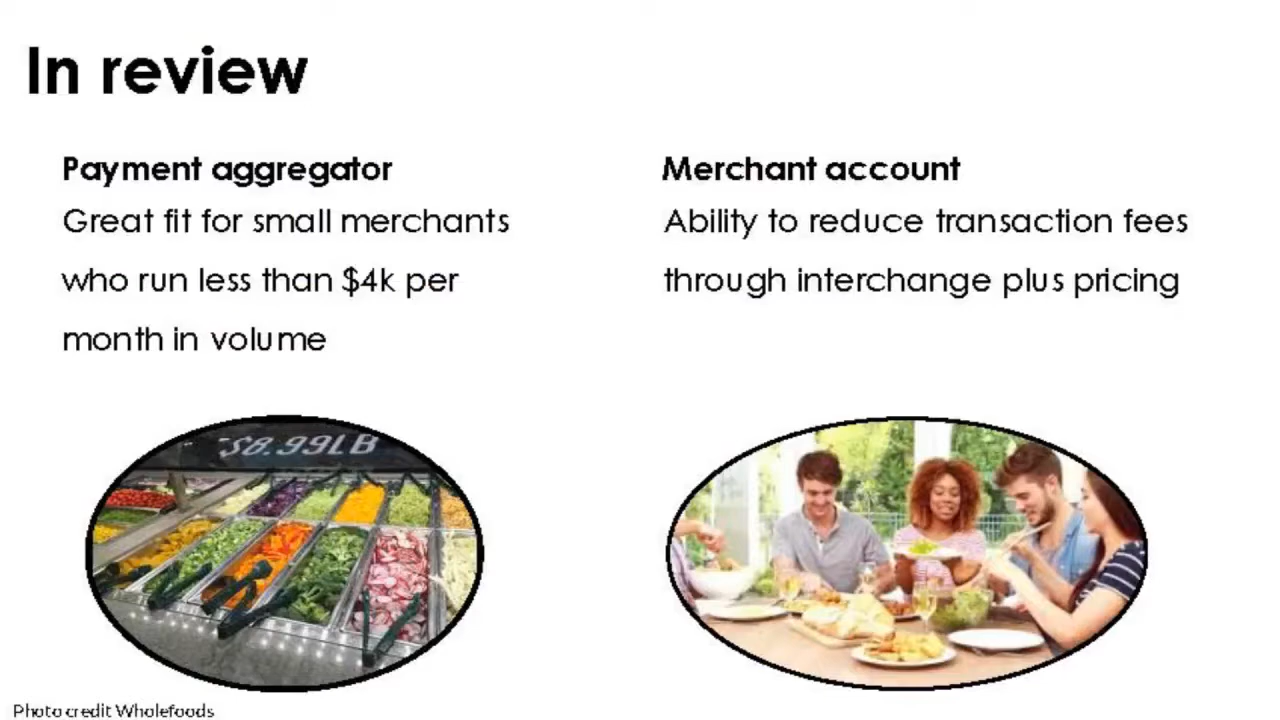 In review
Payment aggregator
Great fit for small merchants
who run less than $4k per
month in volume
Merchant account
Ability to reduce transaction fees
through interchange plus pricing
$8.99LB
Photo credit Wholefoods